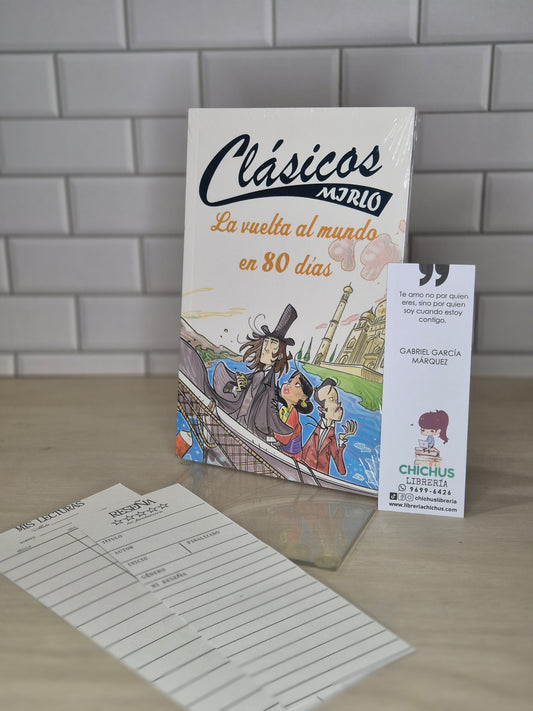 Clásicos
MIRLO
La vuelta al mundo
en 80 días
Te amo no por quien
eres, sino por quien
soy cuando estoy
contigo.
GABRIEL GARCÍA
MÁRQUEZ
CHICHUS
LIBRERÍA
9699-6426
chichuslibreria
www.libreriachichus.com
MIS LECTURAS
RESEÑA
TÍTULO
AUTOR
INICIO
FINALIZADO
GÉNERO
MI RESEÑA